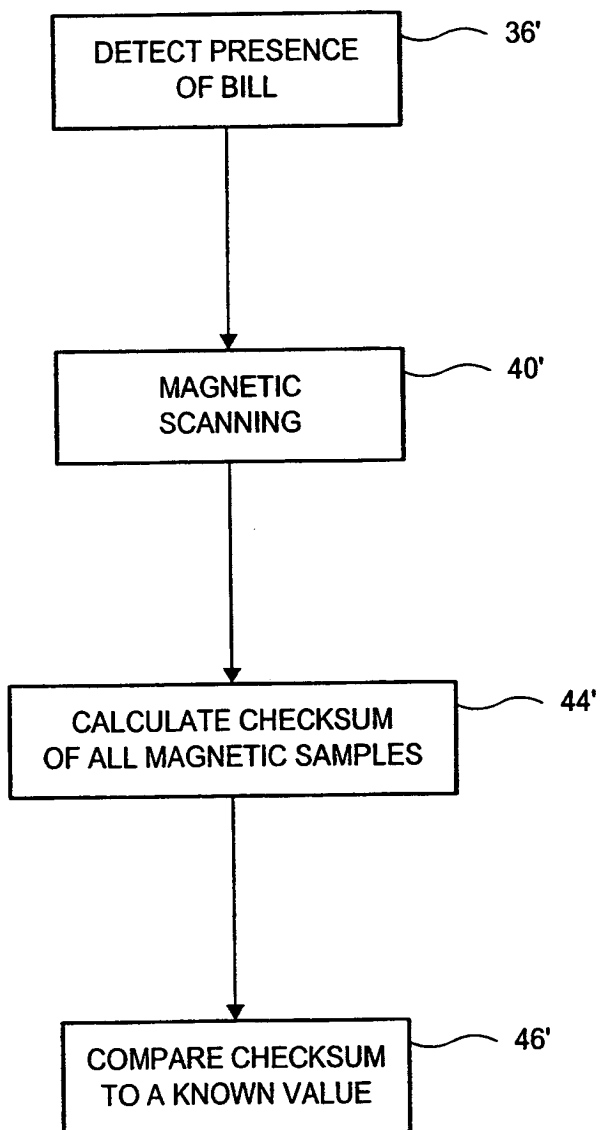 DETECT PRESENCE
OF BILL
36'
MAGNETIC
SCANNING
40'
CALCULATE CHECKSUM
OF ALL MAGNETIC SAMPLES
44'
COMPARE CHECKSUM
TO A KNOWN VALUE
46'